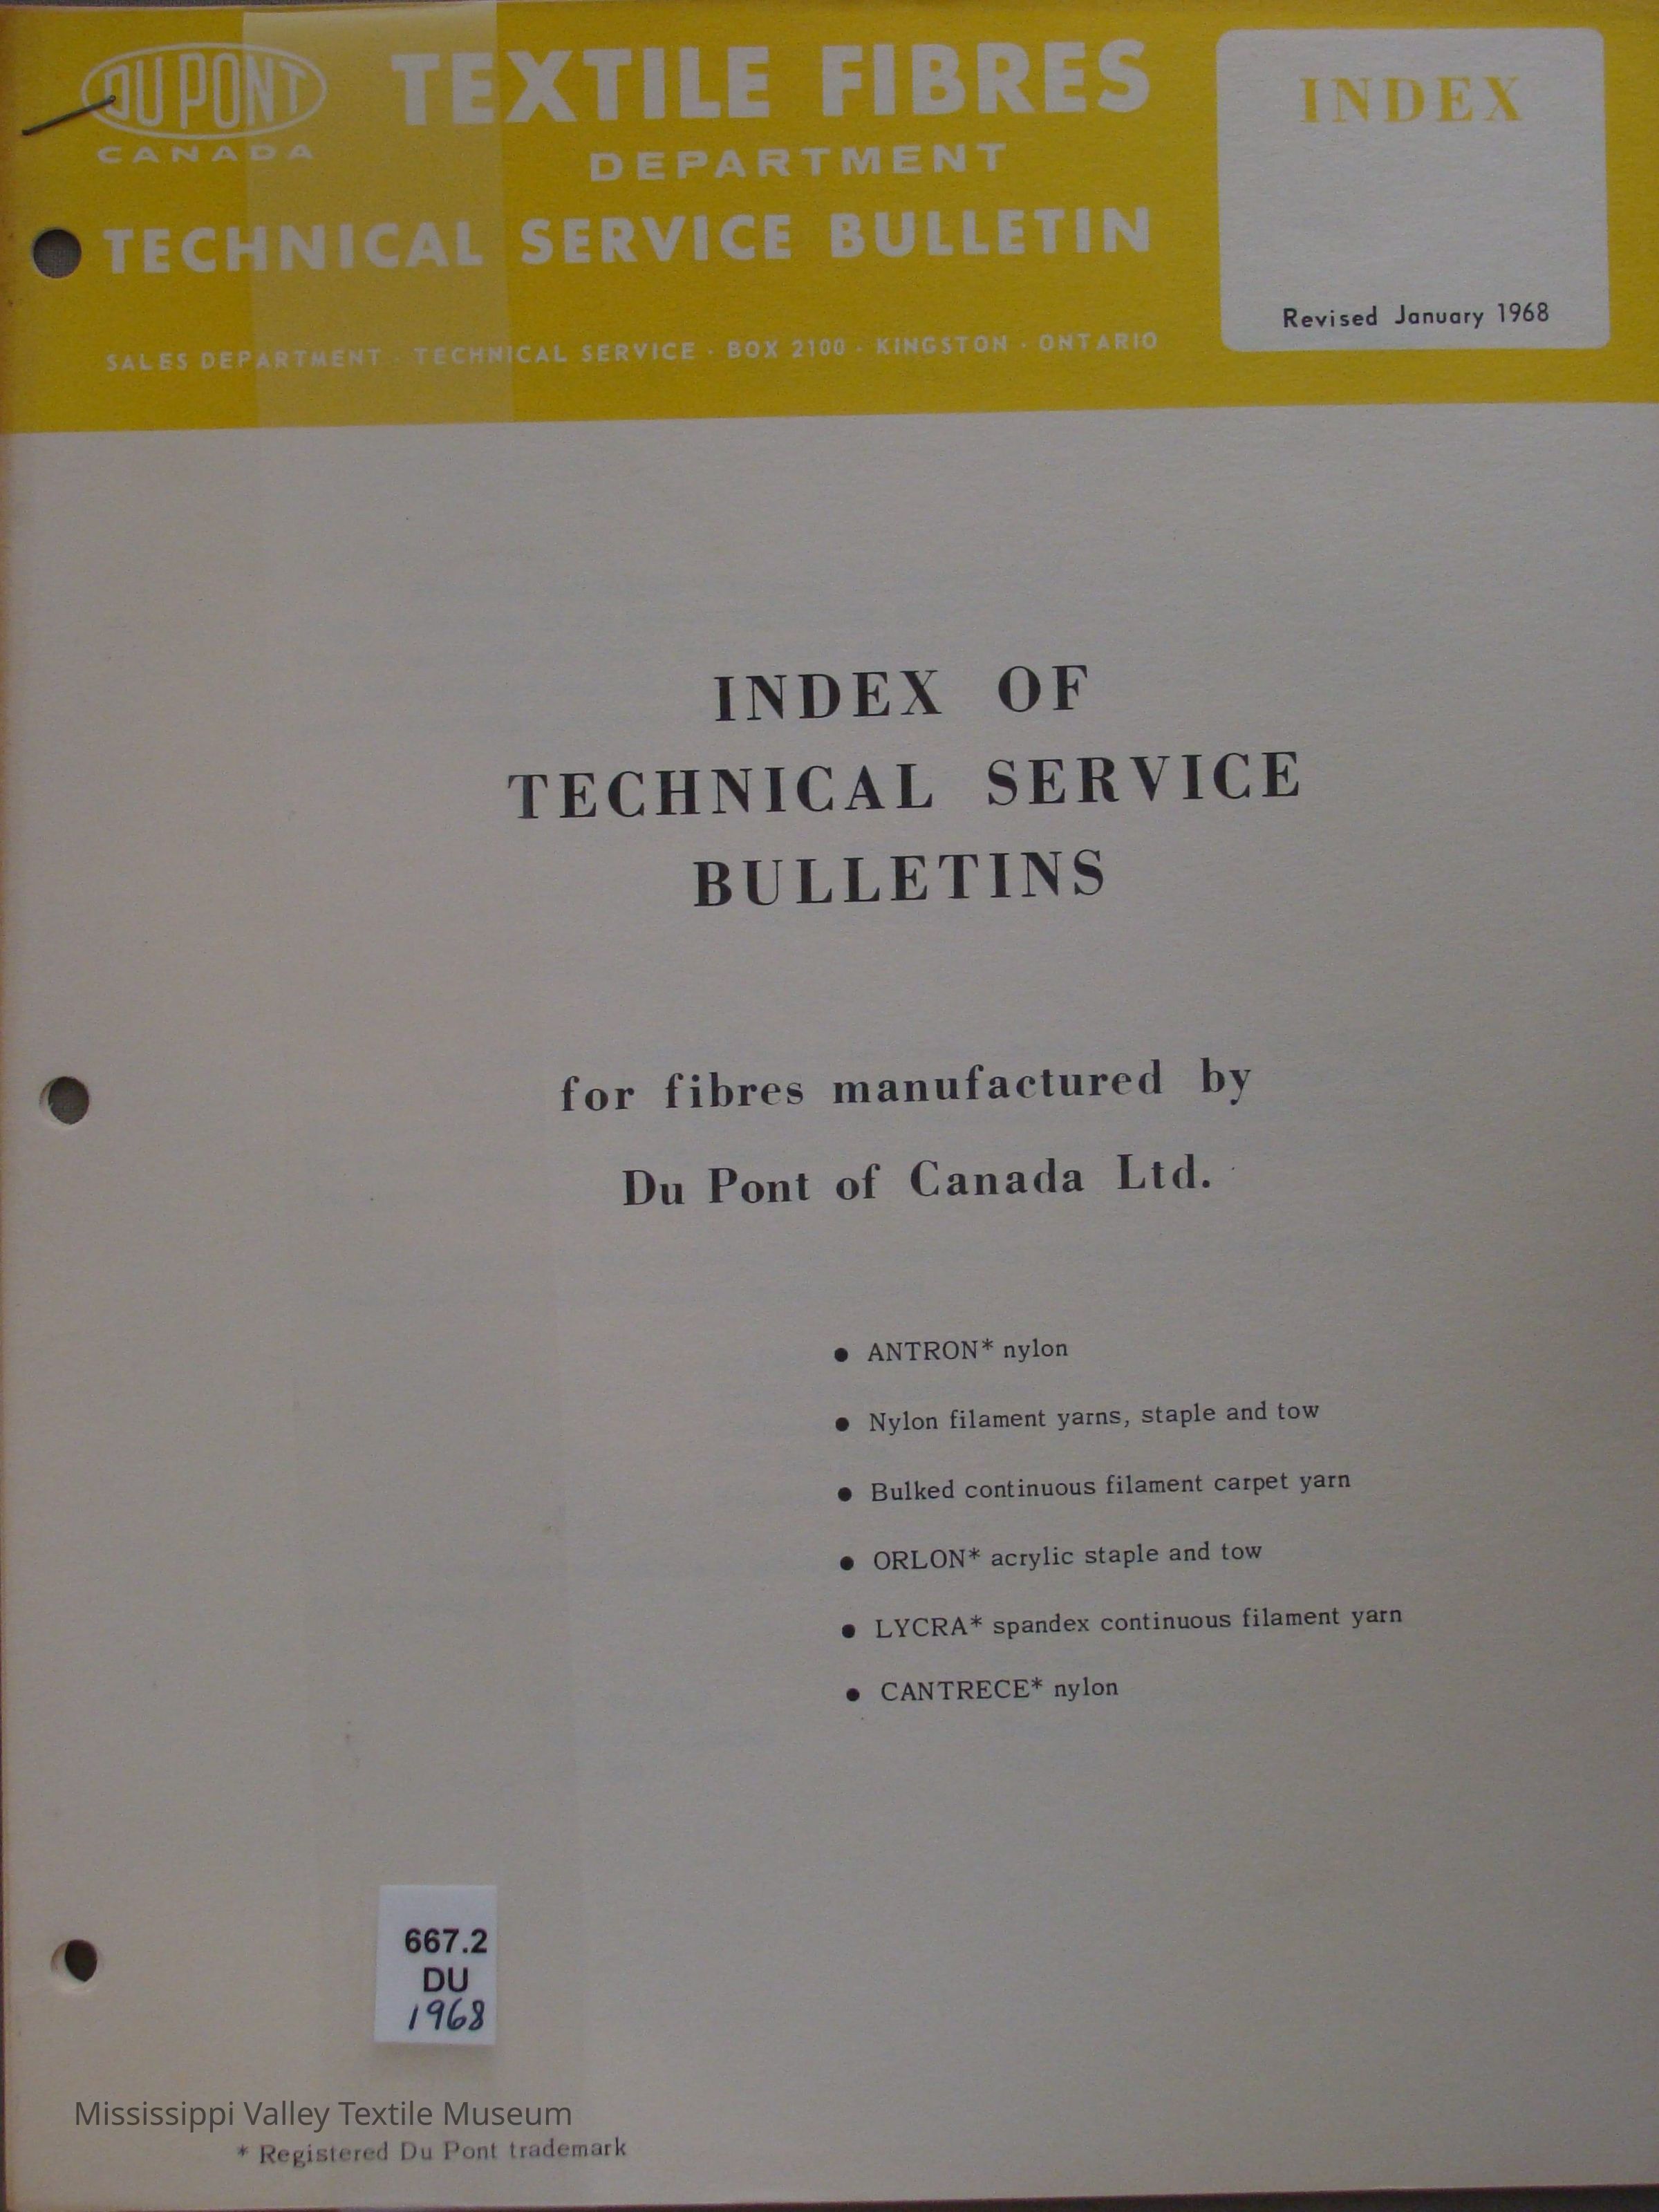 DU PONT
CANADA
TEXTILE FIBRES
DEPARTMENT
TECHNICAL SERVICE BULLETIN
SALES DEPARTMENT · TECHNICAL SERVICE · BOX 2100 · KINGSTON · ONTARIO
INDEX
Revised January 1968
INDEX OF
TECHNICAL SERVICE
BULLETINS
for fibres manufactured by
Du Pont of Canada Ltd.
● ANTRON* nylon
● Nylon filament yarns, staple and tow
● Bulked continuous filament carpet yarn
● ORLON* acrylic staple and tow
● LYCRA* spandex continuous filament yarn
● CANTRECE* nylon
667.2
DU
1968
Mississippi Valley Textile Museum
* Registered Du Pont trademark